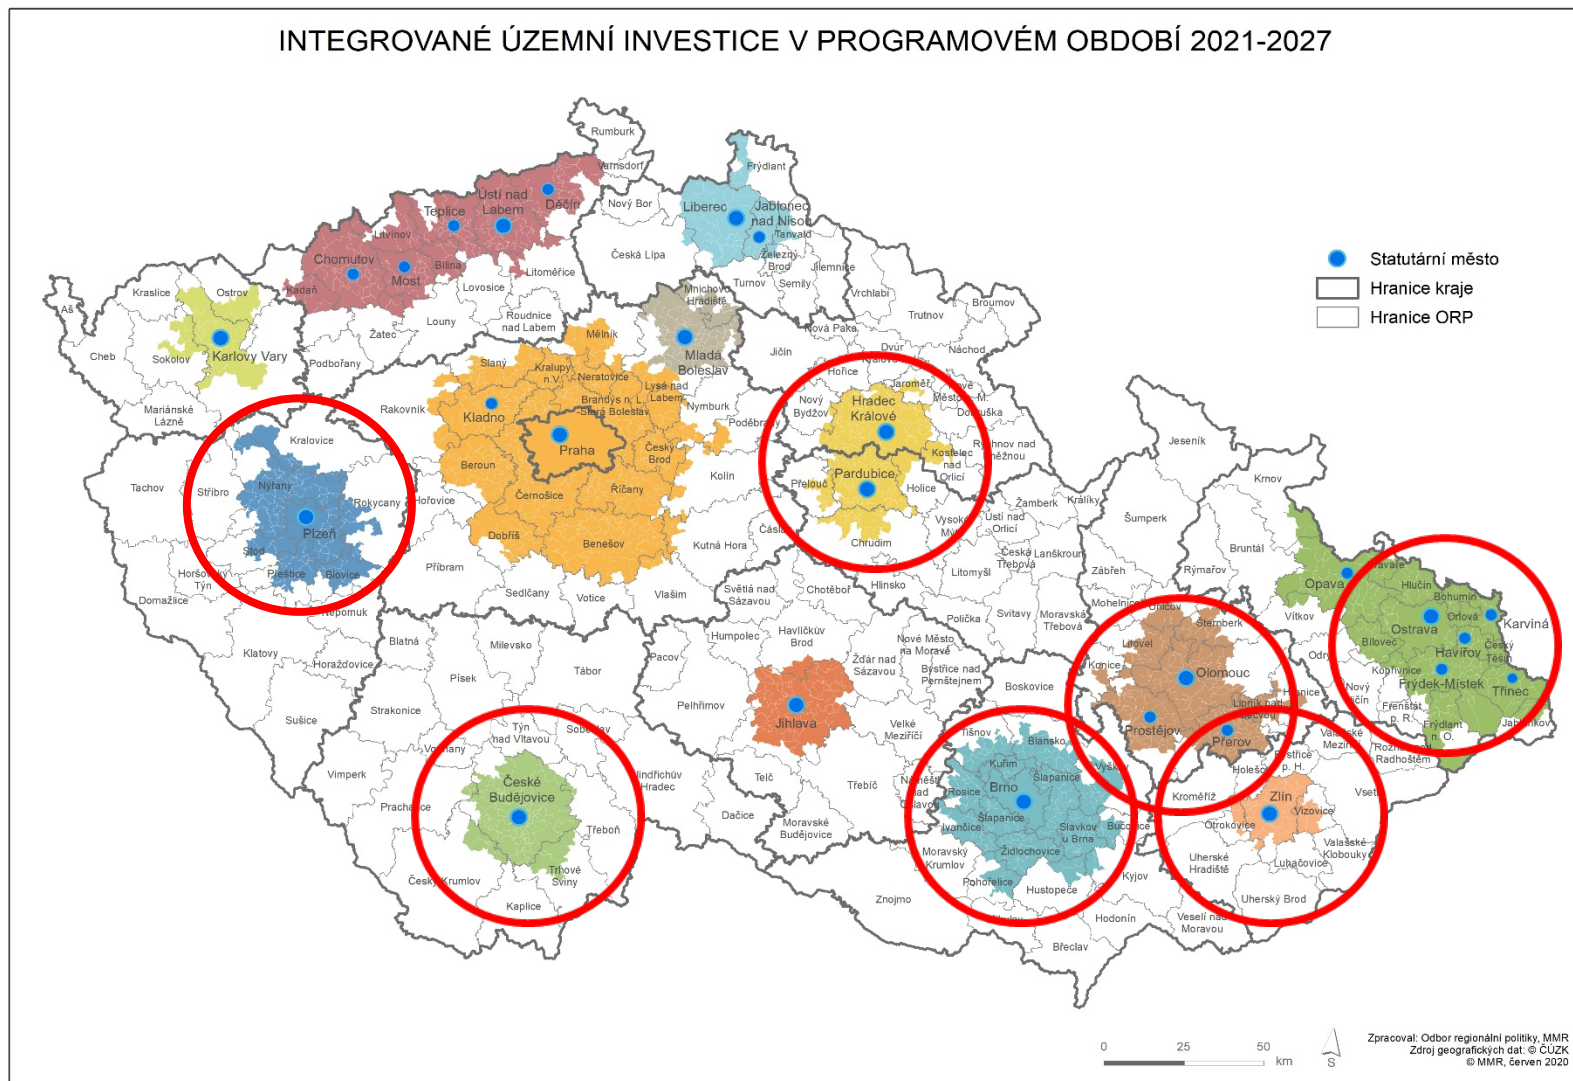 INTEGROVANÉ ÚZEMNÍ INVESTICE V PROGRAMOVÉM OBDOBÍ 2021-2027
Statutární město
Hranice kraje
Hranice ORP
Rumburk
Varnsdorf
Frýdlant
Ústí nad
Labem
Děčín
Teplice
Nový Bor
Liberec
Jablonec
nad Nisou
Tanvald
Litvínov
Chomutov
Most
Bílina
Česká Lípa
Železný
Brod
Jilemnice
Litoměřice
Turnov
Semily
Kadaň
Lovosice
Mnichovo
Hradiště
Vrchlabí
Kraslice
Ostrov
Aš
Roudnice
nad Labem
Louny
Žatec
Trutnov
Broumov
Nová Paka
Mělník
Jičín
Dvůr
Náchod
Cheb
Sokolov
Karlovy Vary
Podbořany
Mladá
Boleslav
Slaný
Kralupy
n.V.
Neratovice
Lysá nad
Labem
Hořice
Jaroměř
Mariánské
Lázně
Rakovník
Kladno
Brandýs n. L.
-Stará Boleslav
Nymburk
Poděbrady
Nový
Bydžov
Hradec
Králové
Dobruška
Kralovice
Praha
Český
Brod
Kolín
Rychnov nad
Kněžnou
Kostelec
nad
Orlicí
Jeseník
Beroun
Pardubice
Přelouč
Holice
Tachov
Stříbro
Nýřany
Rokycany
Hořovice
Černošice
Říčany
Žamberk
Králíky
Krnov
Plzeň
Dobříš
Benešov
Kutná Hora
Čáslav
Chrudim
Vysoké
Mýto
Ústí nad
Orlicí
Šumperk
Bruntál
Stod
Přeštice
Blovice
Horšovský
Týn
Příbram
Česká
Třebová
Lanškroun
Litomyšl
Zábřeh
Rýmařov
Opava
Kravaře
Hlučín
Bohumín
Domažlice
Nepomuk
Sedlčany
Votice
Vlašim
Světlá nad
Sázavou
Chotěboř
Hlinsko
Mohelnice
Uničov
Šternberk
Vítkov
Orlová
Karviná
Ostrava
Havířov
Český
Těšín
Bílovec
Blatná
Milevsko
Humpolec
Havlíčkův
Brod
Polička
Svitavy
Moravská
Třebová
Litovel
Konice
Klatovy
Horažďovice
Písek
Tábor
Pacov
Žďár nad
Sázavou
Nové Město
na Moravě
Bystřice nad
Pernštejnem
Boskovice
Olomouc
Odry
Kopřivnice
Frýdek-Místek
Třinec
Nový
Jičín
Frenštát
p. R.
Frýdlant
n. O.
Jablunkov
Sušice
Strakonice
Pelhřimov
Jihlava
Velké
Meziříčí
Prostějov
Přerov
Lipník nad
Bečvou
Hranice
Vodňany
Týn
nad Vltavou
Soběslav
Tišnov
Blansko
Vyškov
Valašské
Meziříčí
Rožnov pod
Radhoštěm
Bystřice
p. H.
Holešov
Vimperk
Prachatice
České
Budějovice
Jindřichův
Hradec
Telč
Třebíč
Náměšť
nad
Oslavou
Kuřim
Šlapanice
Rosice
Brno
Kroměříž
Zlín
Vizovice
Vsetín
Třeboň
Dačice
Moravské
Budějovice
Ivančice
Šlapanice
Slavkov
u Brna
Bučovice
Otrokovice
Židlochovice
Valašské
Klobouky
Luhačovice
Uherské
Hradiště
Český Krumlov
Trhové
Sviny
Moravský
Krumlov
Pohořelice
Hustopeče
Kyjov
Uherský Brod
Kaplice
Znojmo
Hodonín
Veselí nad
Moravou
Břeclav
0 25 50
km
S
Zpracoval: Odbor regionální politiky, MMR
Zdroj geografických dat: © ČÚZK
© MMR, červen 2020